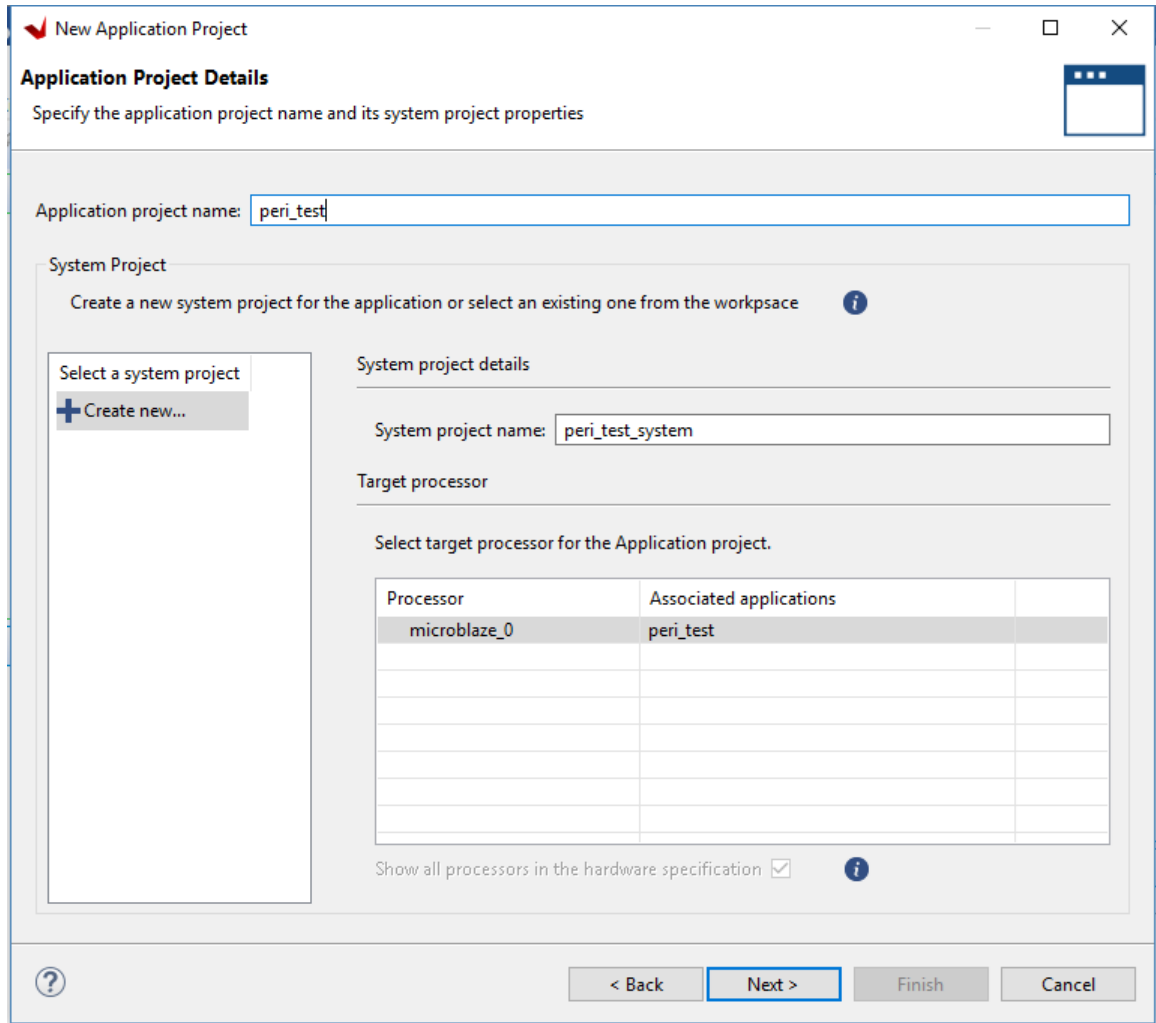 New Application Project
Application Project Details
Specify the application project name and its system project properties
Application project name: peri_test
System Project
Create a new system project for the application or select an existing one from the workpsace
Select a system project
Create new...
System project details
System project name: peri_test_system
Target processor
Select target processor for the Application project.
Processor Associated applications
microblaze_0 peri_test
Show all processors in the hardware specification
< Back Next > Finish Cancel